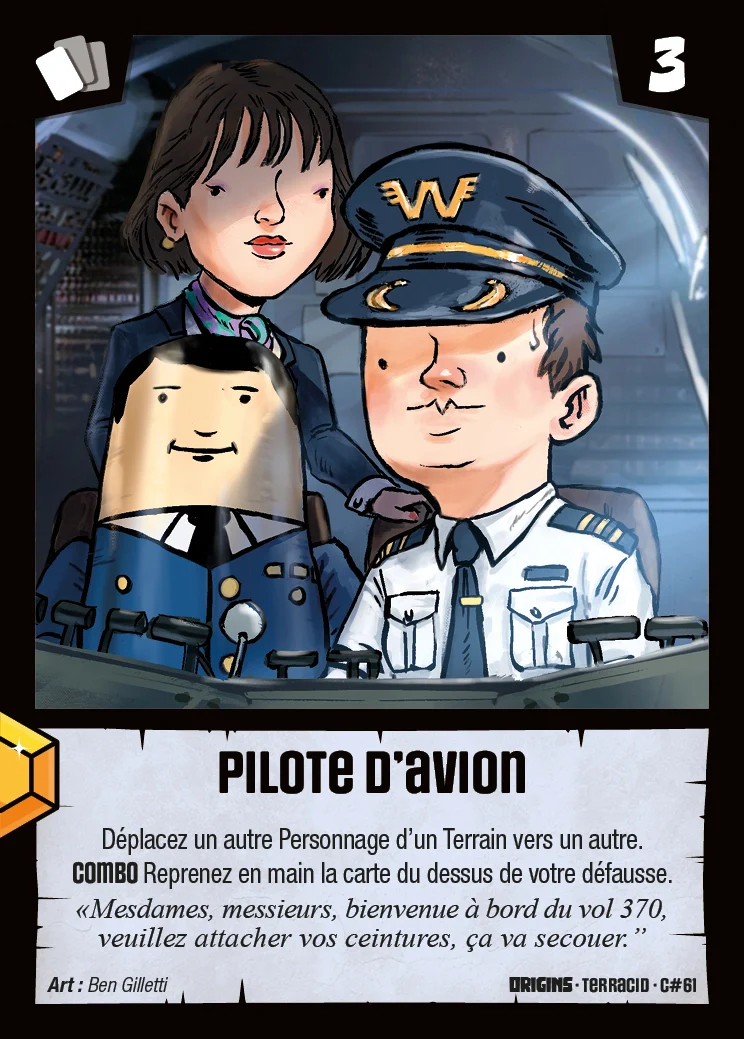 3
W
PILOTE D'AVION
Déplacez un autre Personnage d'un Terrain vers un autre.
COMBO Reprenez en main la carte du dessus de votre défausse.
«Mesdames, messieurs, bienvenue à bord du vol 370,
veuillez attacher vos ceintures, ça va secouer.”
Art : Ben Gilletti
ORIGINS · TERRACID · C#61